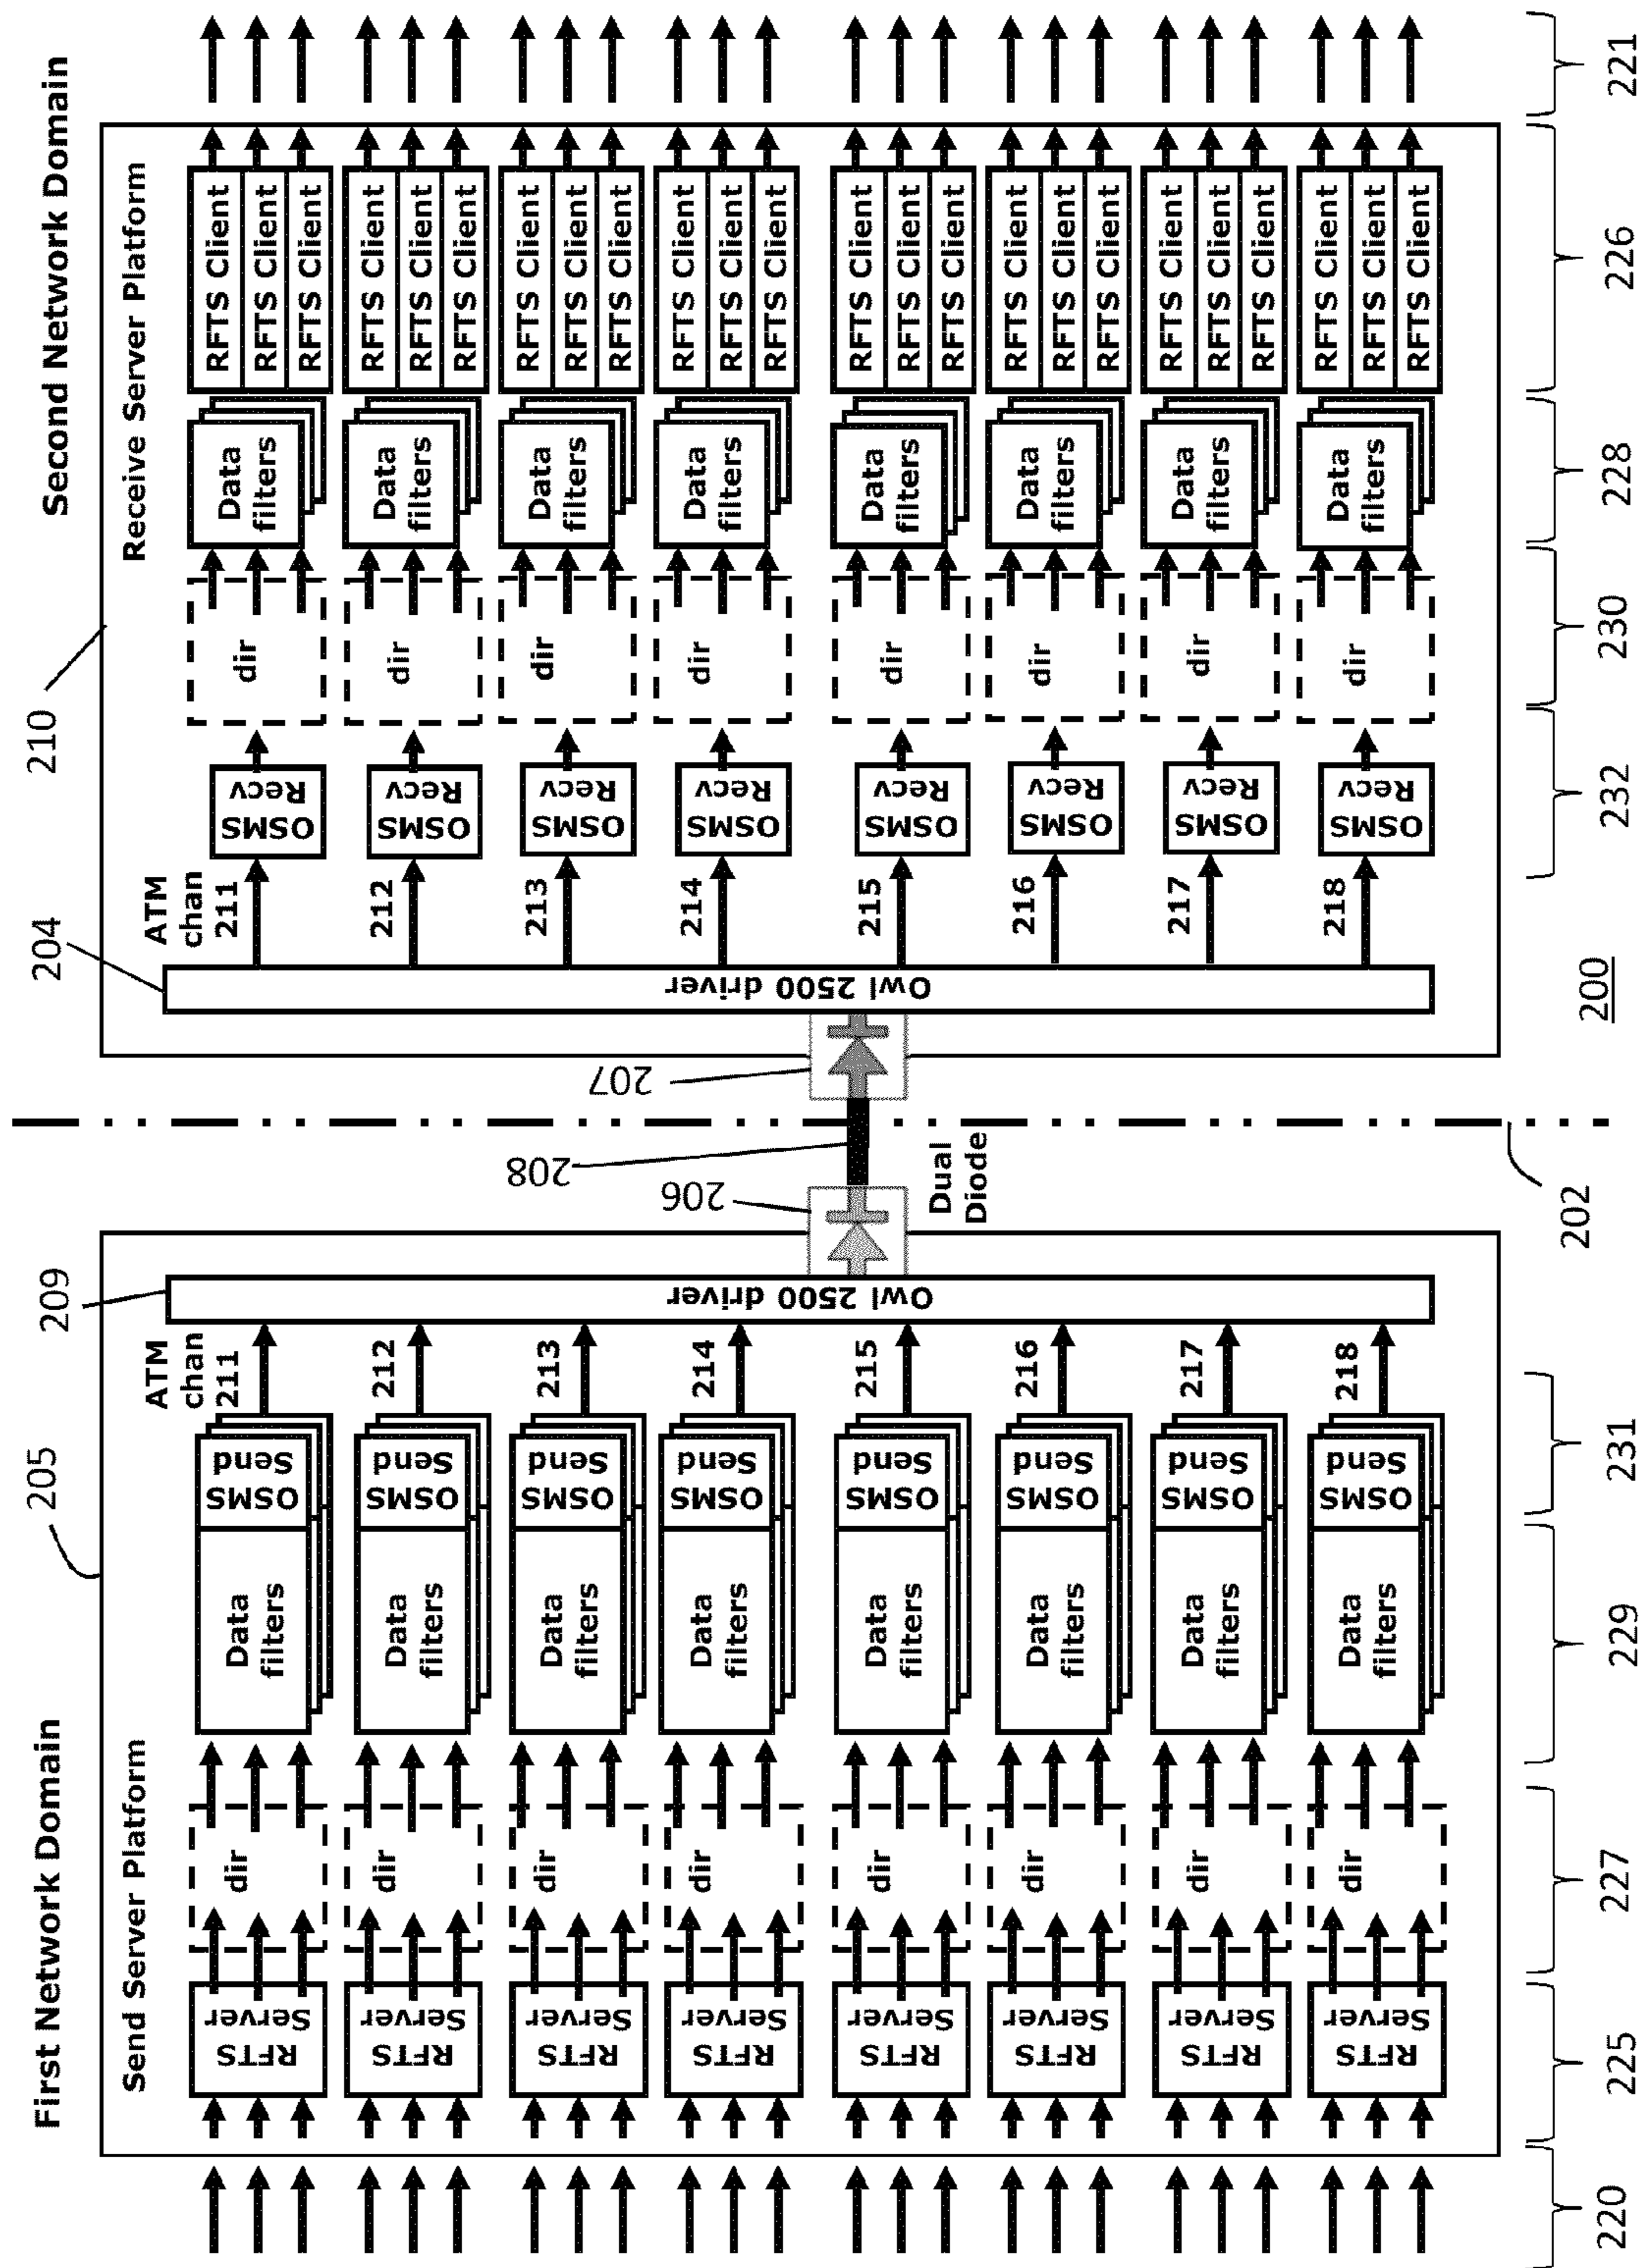 First Network Domain
Send Server Platform
205
209
ATM
chan
RFTS Server
dir
Data filters
OSMS Send
211
RFTS Server
dir
Data filters
OSMS Send
212
RFTS Server
dir
Data filters
OSMS Send
213
RFTS Server
dir
Data filters
OSMS Send
214
RFTS Server
dir
Data filters
OSMS Send
215
RFTS Server
dir
Data filters
OSMS Send
216
RFTS Server
dir
Data filters
OSMS Send
217
RFTS Server
dir
Data filters
OSMS Send
218
Owl 2500 driver
206
208
207
Dual
Diode
202
Second Network Domain
Receive Server Platform
204
210
Owl 2500 driver
ATM
chan
211
OSMS Recv
dir
Data filters
RFTS Client
RFTS Client
RFTS Client
212
OSMS Recv
dir
Data filters
RFTS Client
RFTS Client
RFTS Client
213
OSMS Recv
dir
Data filters
RFTS Client
RFTS Client
RFTS Client
214
OSMS Recv
dir
Data filters
RFTS Client
RFTS Client
RFTS Client
215
OSMS Recv
dir
Data filters
RFTS Client
RFTS Client
RFTS Client
216
OSMS Recv
dir
Data filters
RFTS Client
RFTS Client
RFTS Client
217
OSMS Recv
dir
Data filters
RFTS Client
RFTS Client
RFTS Client
218
OSMS Recv
dir
Data filters
RFTS Client
RFTS Client
RFTS Client
220
225
227
229
231
200
232
230
228
226
221